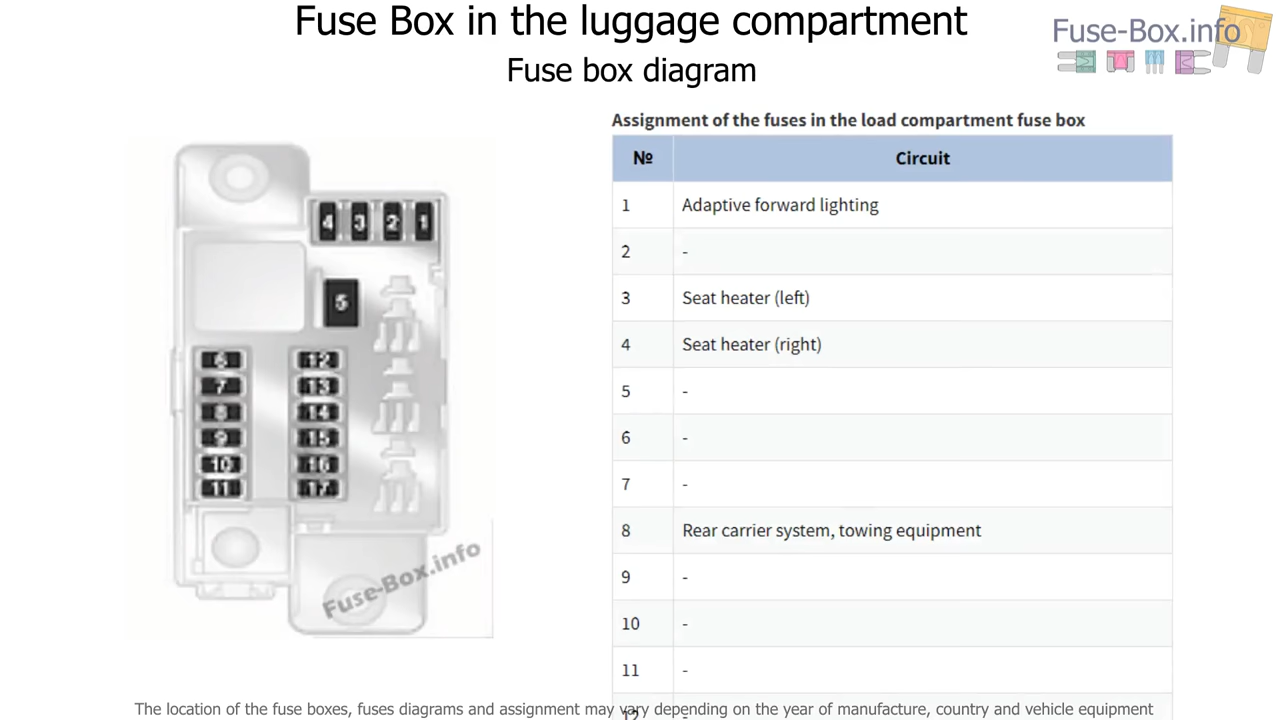 Fuse Box in the luggage compartment
Fuse box diagram
Fuse-Box.info
Assignment of the fuses in the load compartment fuse box
№ Circuit
1 Adaptive forward lighting
2 -
3 Seat heater (left)
4 Seat heater (right)
5 -
6 -
7 -
8 Rear carrier system, towing equipment
9 -
10 -
11 -
12 -
4 3 2 1
5
6 12
7 13
8 14
9 15
10 16
11 17
Fuse-Box.info
The location of the fuse boxes, fuses diagrams and assignment may vary depending on the year of manufacture, country and vehicle equipment